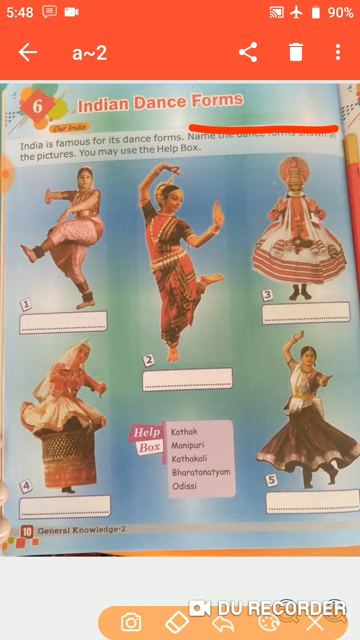 5:48
90%
a~2
6
Indian Dance Forms
Our India
India is famous for its dance forms. Name the dance forms shown in
the pictures. You may use the Help Box.
1
2
3
4
5
Help
Box
Kathak
Manipuri
Kathakali
Bharatanatyam
Odissi
10 General Knowledge-2
DU RECORDER